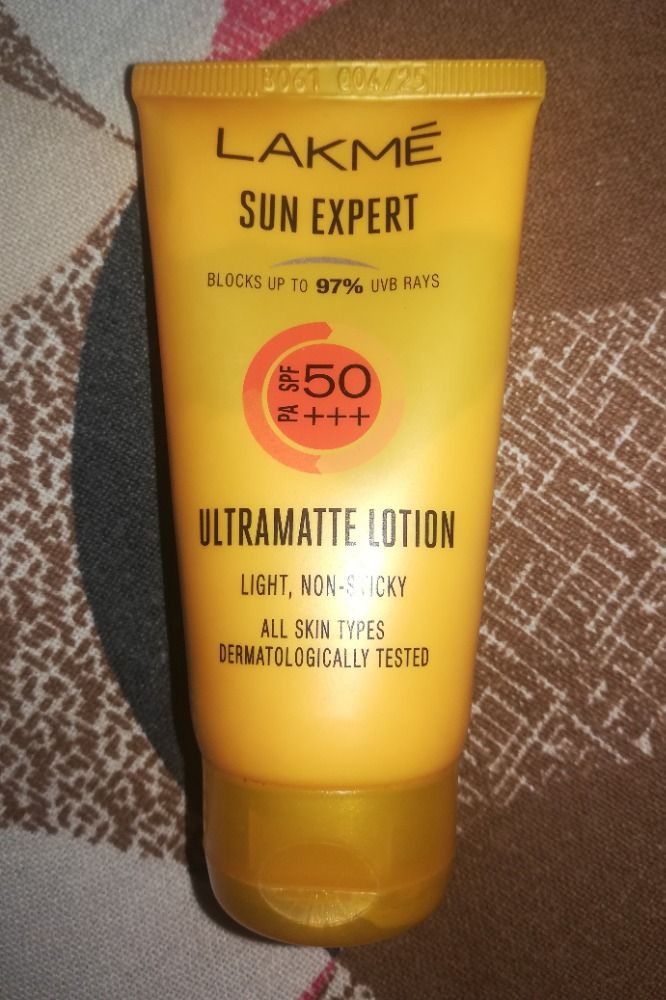 B061 C04/25
LAKMÉ
SUN EXPERT
BLOCKS UP TO 97% UVB RAYS
SPF 50
PA +++
ULTRAMATTE LOTION
LIGHT, NON-STICKY
ALL SKIN TYPES
DERMATOLOGICALLY TESTED